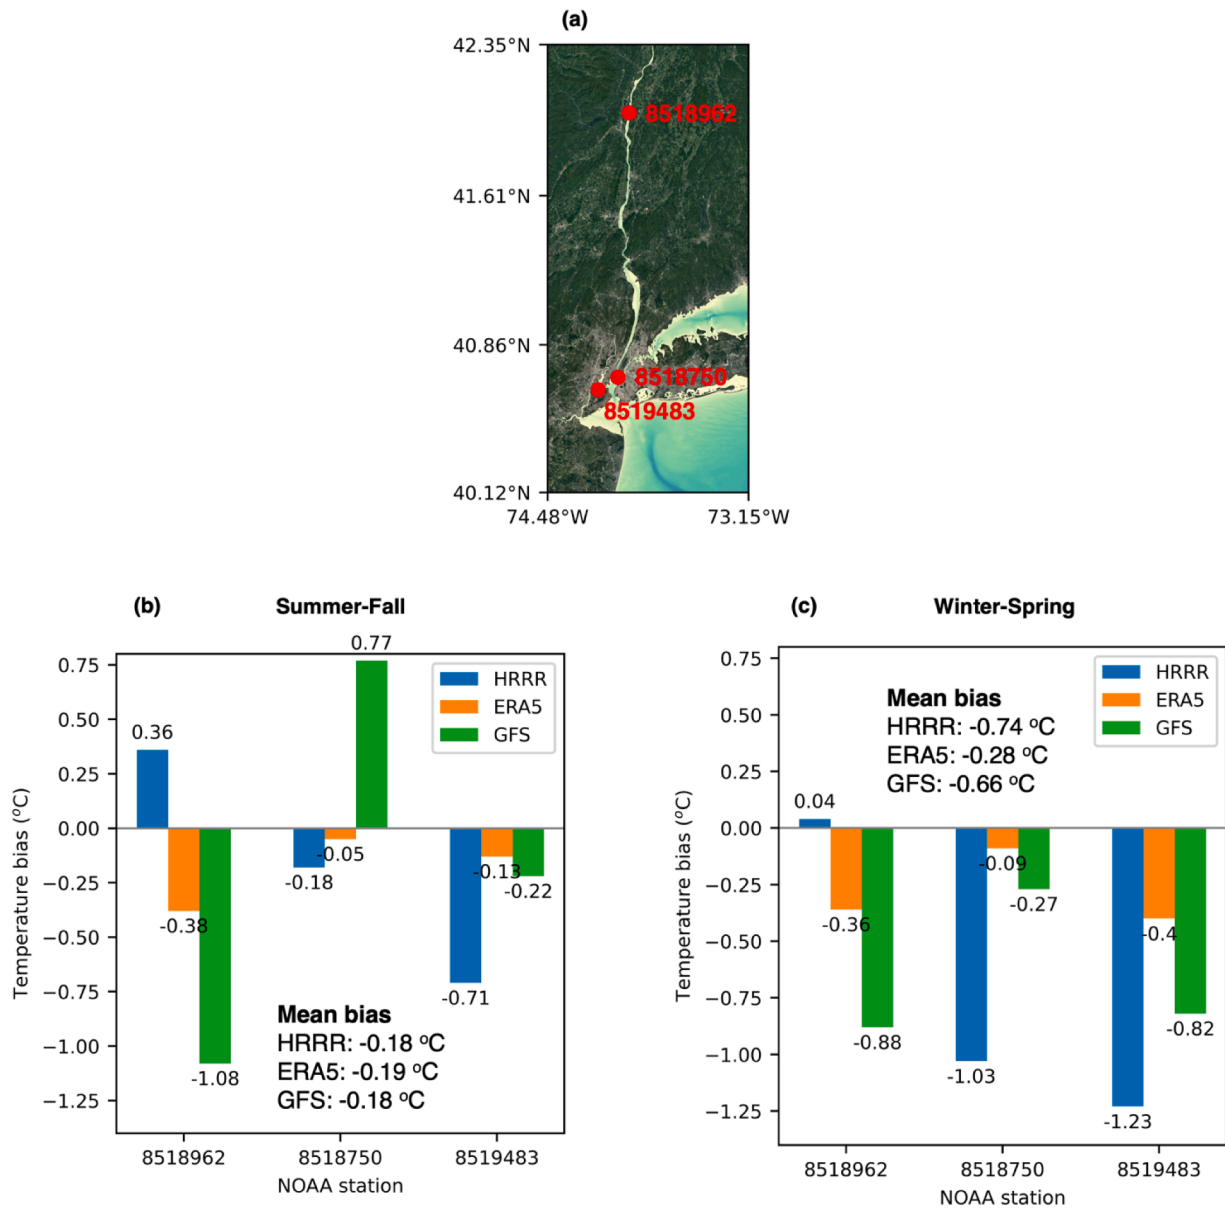 (a)
42.35°N
8518962
41.61°N
40.86°N
8518750
8519483
40.12°N
74.48°W 73.15°W
(b) Summer-Fall
0.77
0.75
HRRR
ERA5
GFS
0.50
0.36
0.25
0.00
-0.05
-0.13
-0.18
-0.22
−0.25
-0.38
−0.50
-0.71
−0.75
Mean bias
HRRR: -0.18 °C
ERA5: -0.19 °C
GFS: -0.18 °C
−1.00
-1.08
−1.25
Temperature bias (°C)
8518962 8518750 8519483
NOAA station
(c) Winter-Spring
0.75
HRRR
ERA5
GFS
Mean bias
HRRR: -0.74 °C
ERA5: -0.28 °C
GFS: -0.66 °C
0.50
0.25
0.04
0.00
-0.09
−0.25
-0.27
-0.36
-0.4
−0.50
−0.75
-0.82
-0.88
−1.00
-1.03
−1.25
-1.23
Temperature bias (°C)
8518962 8518750 8519483
NOAA station